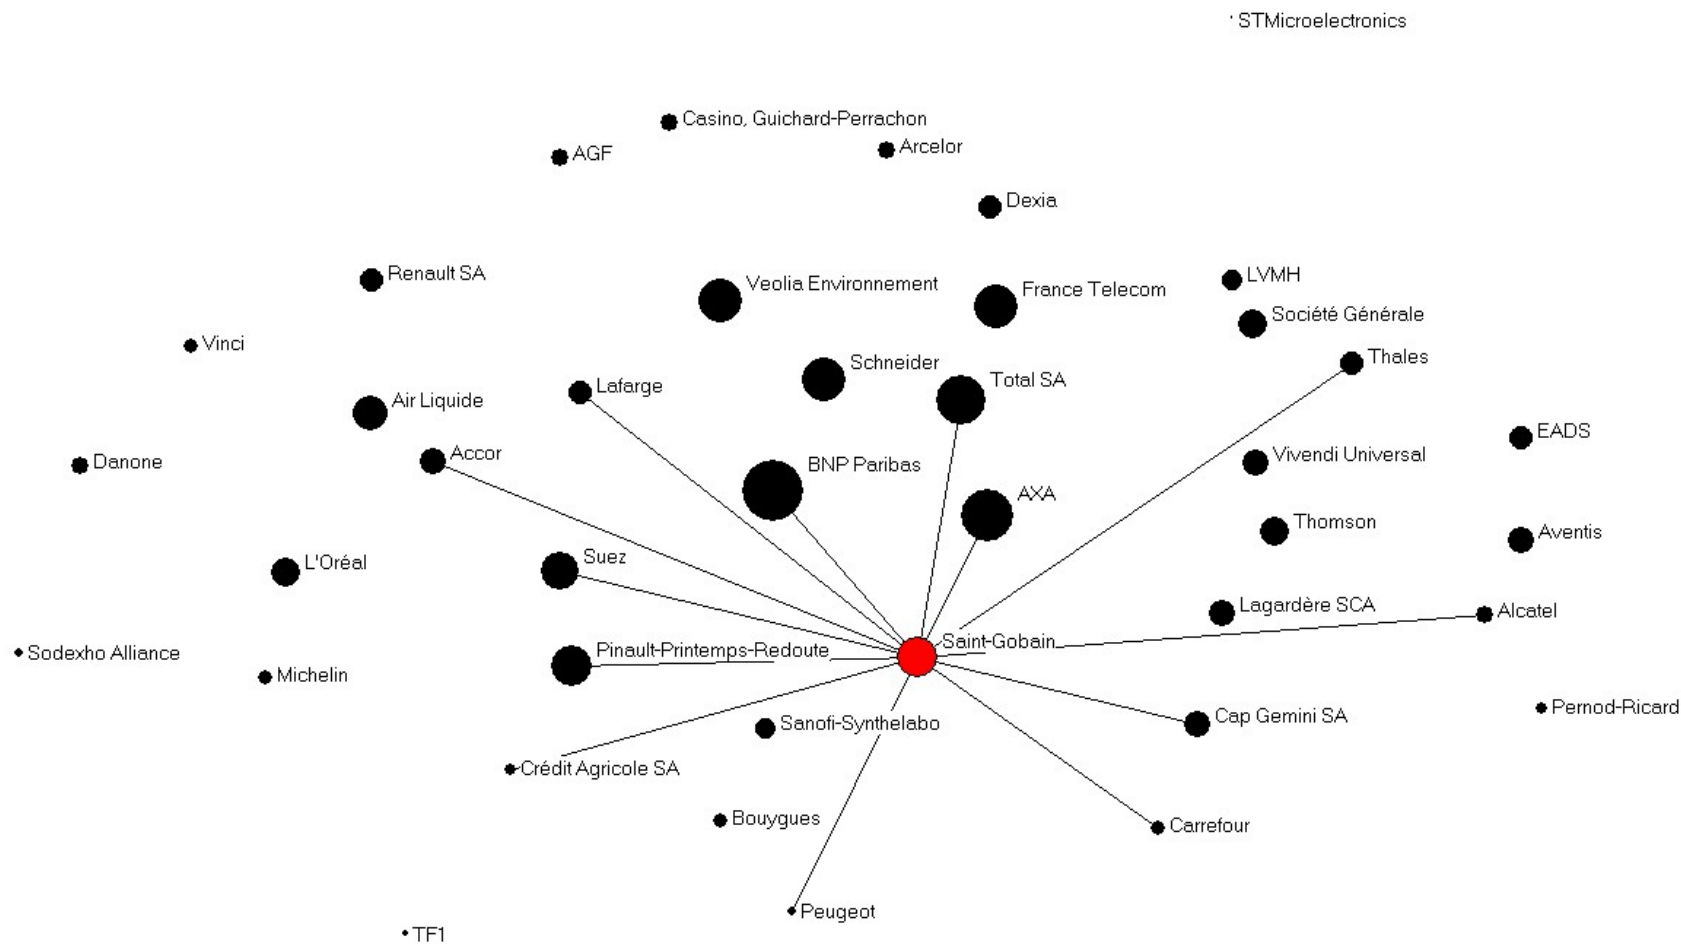 STMicroelectronics
Casino, Guichard-Perrachon
AGF
Arcelor
Dexia
Renault SA
Veolia Environnement
France Telecom
LVMH
Société Générale
Vinci
Schneider
Thales
Lafarge
Total SA
Air Liquide
EADS
Accor
Danone
BNP Paribas
Vivendi Universal
AXA
Thomson
Aventis
L'Oréal
Suez
Lagardère SCA
Alcatel
Saint-Gobain
Sodexho Alliance
Pinault-Printemps-Redoute
Michelin
Pernod-Ricard
Sanofi-Synthelabo
Cap Gemini SA
Crédit Agricole SA
Bouygues
Carrefour
Peugeot
TF1